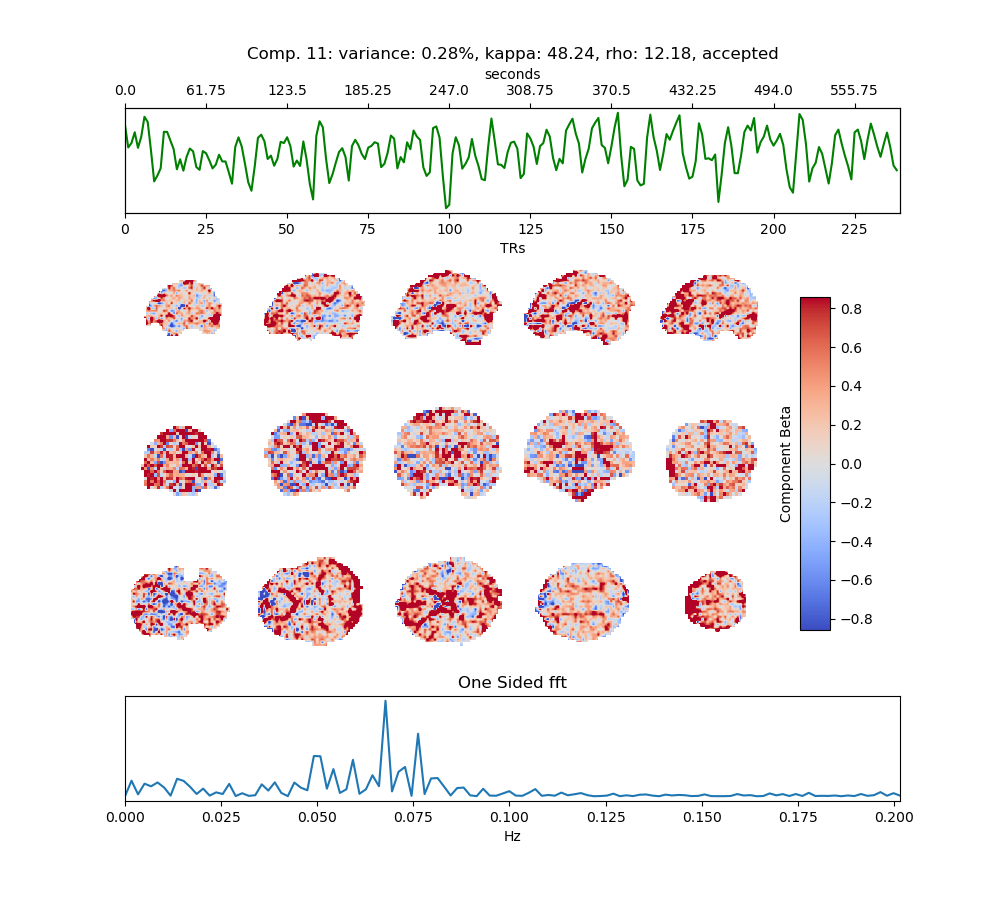 Comp. 11: variance: 0.28%, kappa: 48.24, rho: 12.18, accepted
seconds
0.0 61.75 123.5 185.25 247.0 308.75 370.5 432.25 494.0 555.75
0 25 50 75 100 125 150 175 200 225
TRs
0.8
0.6
0.4
0.2
0.0
−0.2
−0.4
−0.6
−0.8
Component Beta
One Sided fft
0.000 0.025 0.050 0.075 0.100 0.125 0.150 0.175 0.200
Hz